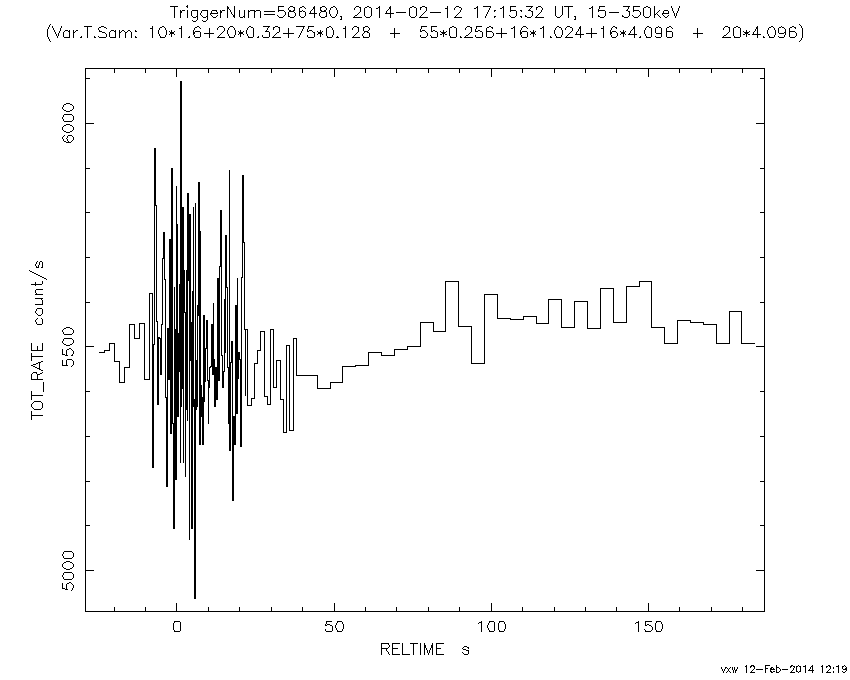 TriggerNum=586480, 2014-02-12 17:15:32 UT, 15-350keV
(Var.T.Sam: 10*1.6+20*0.32+75*0.128 + 55*0.256+16*1.024+16*4.096 + 20*4.096)
6000
5500
5000
TOT_RATE count/s
0 50 100 150
RELTIME s
vxw 12-Feb-2014 12:19